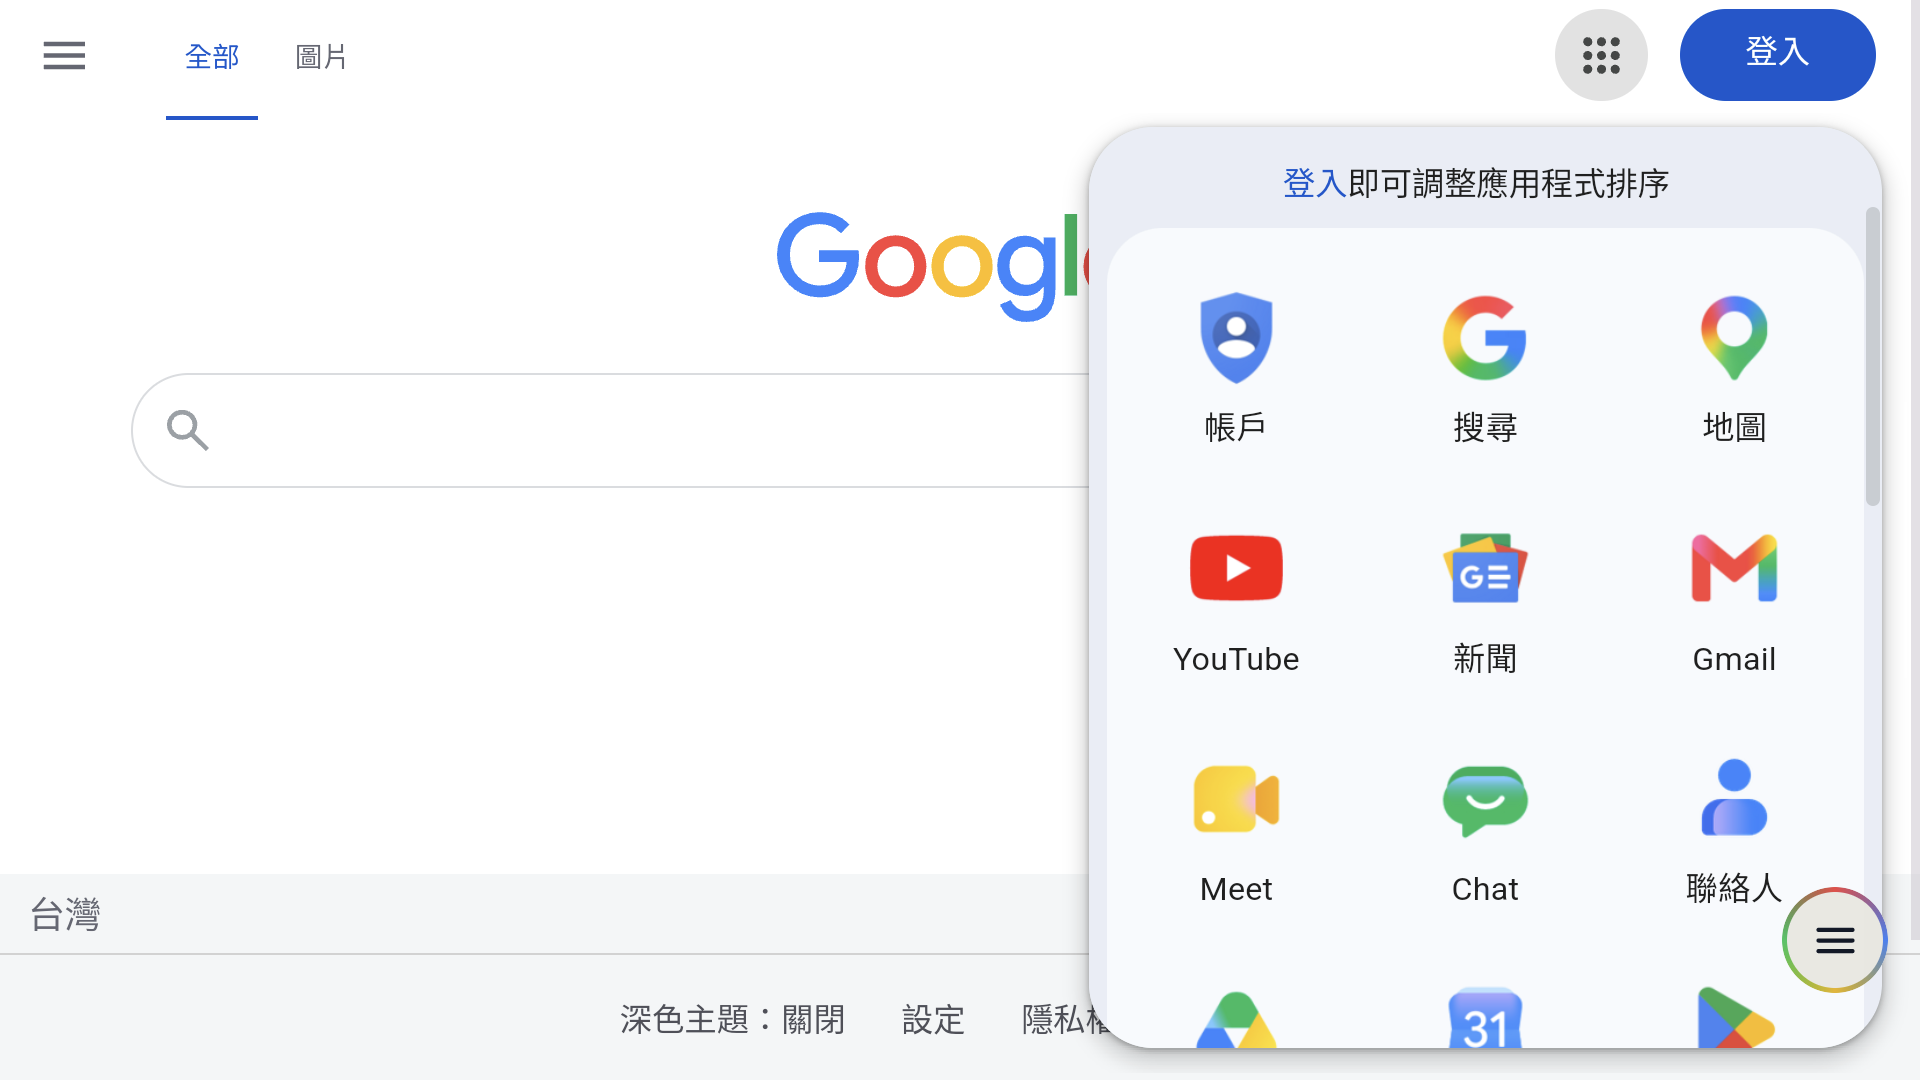 全部
圖片
登入
登入即可調整應用程式排序
Google
帳戶
搜尋
地圖
YouTube
新聞
Gmail
Meet
Chat
聯絡人
31
台灣
深色主題：關閉
設定
隱私權